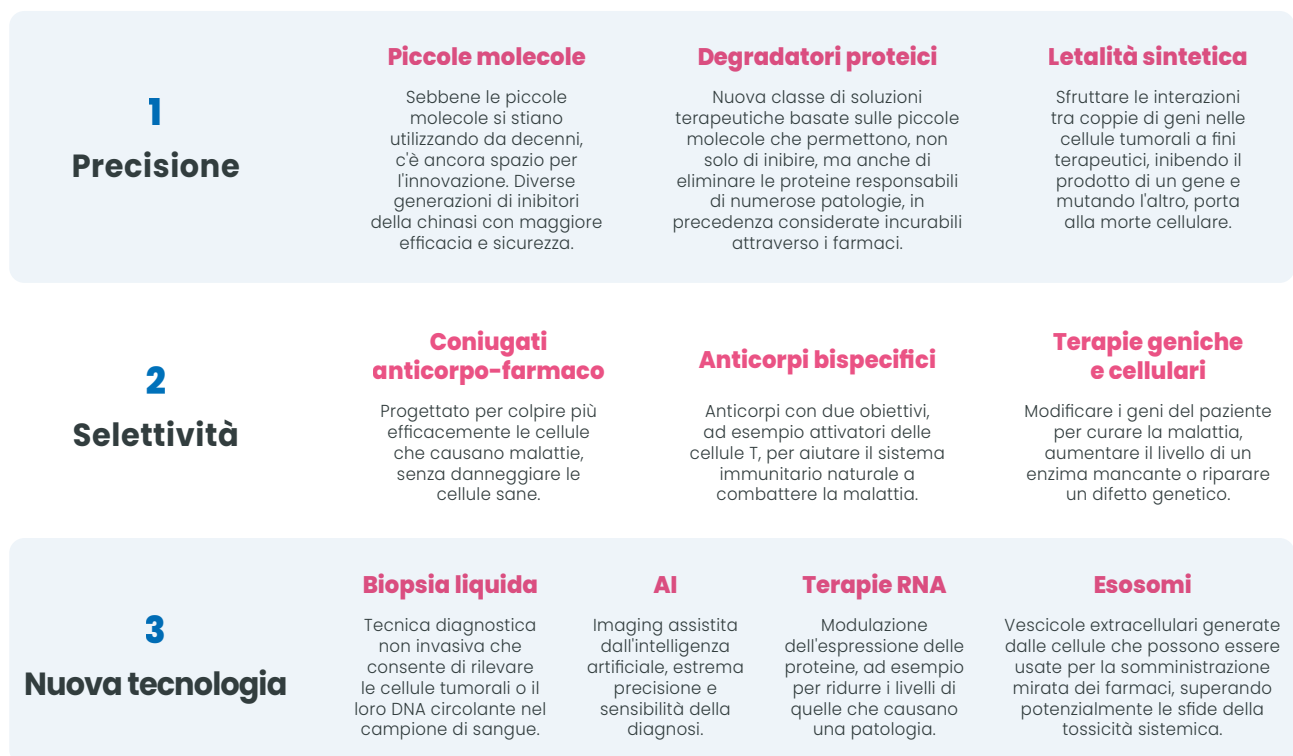 1
Precisione
Piccole molecole
Sebbene le piccole
molecole si stiano
utilizzando da decenni,
c'è ancora spazio per
l'innovazione. Diverse
generazioni di inibitori
della chinasi con maggiore
efficacia e sicurezza.
Degradatori proteici
Nuova classe di soluzioni
terapeutiche basate sulle piccole
molecole che permettono, non
solo di inibire, ma anche di
eliminare le proteine responsabili
di numerose patologie, in
precedenza considerate incurabili
attraverso i farmaci.
Letalità sintetica
Sfruttare le interazioni
tra coppie di geni nelle
cellule tumorali a fini
terapeutici, inibendo il
prodotto di un gene e
mutando l'altro, porta
alla morte cellulare.
2
Selettività
Coniugati
anticorpo-farmaco
Progettato per colpire più
efficacemente le cellule
che causano malattie,
senza danneggiare le
cellule sane.
Anticorpi bispecifici
Anticorpi con due obiettivi,
ad esempio attivatori delle
cellule T, per aiutare il sistema
immunitario naturale a
combattere la malattia.
Terapie geniche
e cellulari
Modificare i geni del paziente
per curare la malattia,
aumentare il livello di un
enzima mancante o riparare
un difetto genetico.
3
Nuova tecnologia
Biopsia liquida
Tecnica diagnostica
non invasiva che
consente di rilevare
le cellule tumorali o il
loro DNA circolante nel
campione di sangue.
AI
Imaging assistita
dall'intelligenza
artificiale, estrema
precisione e
sensibilità della
diagnosi.
Terapie RNA
Modulazione
dell'espressione delle
proteine, ad esempio
per ridurre i livelli di
quelle che causano
una patologia.
Esosomi
Vescicole extracellulari generate
dalle cellule che possono essere
usate per la somministrazione
mirata dei farmaci, superando
potenzialmente le sfide della
tossicità sistemica.